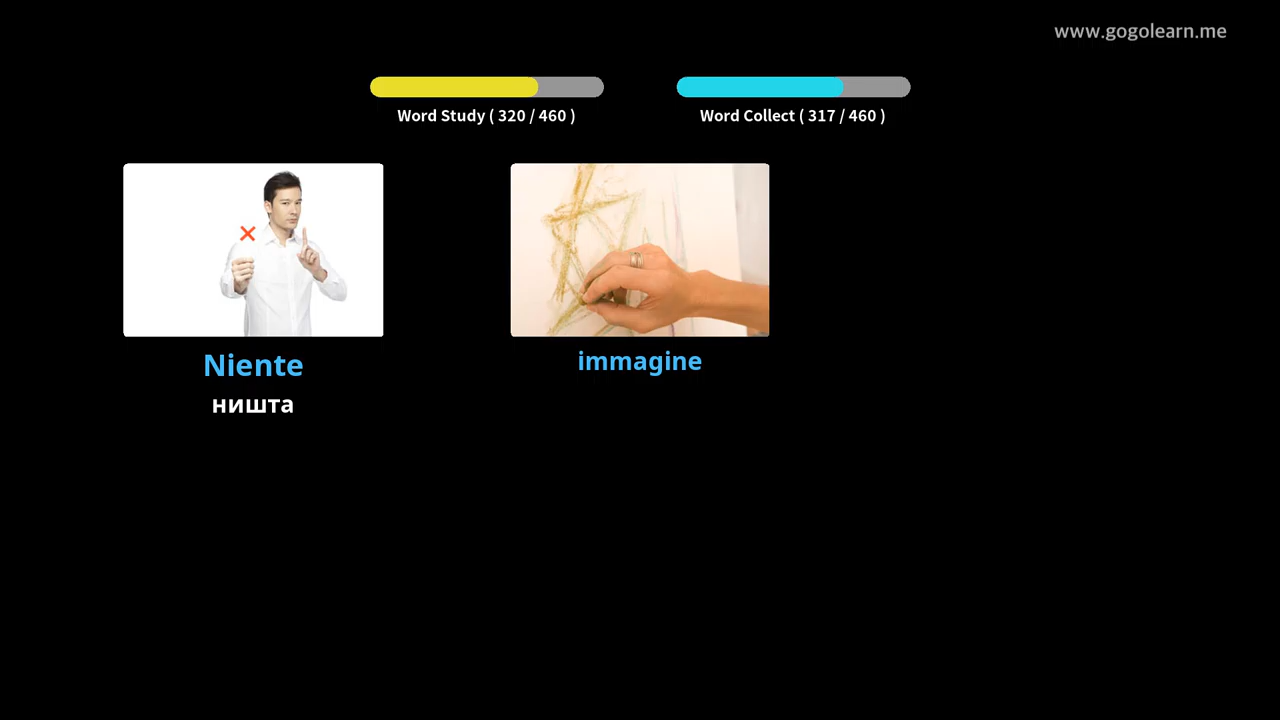 www.gogolearn.me
Word Study ( 320 / 460 )
Word Collect ( 317 / 460 )
Niente
ништа
immagine